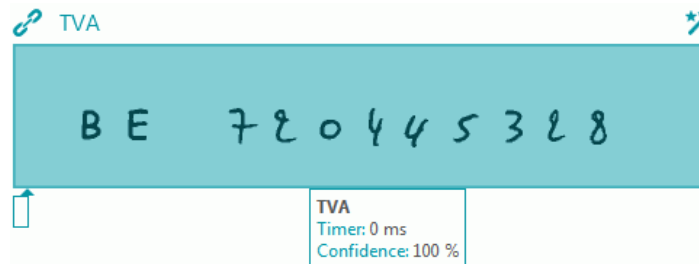 TVA
BE 720445328
TVA
Timer: 0 ms
Confidence: 100 %